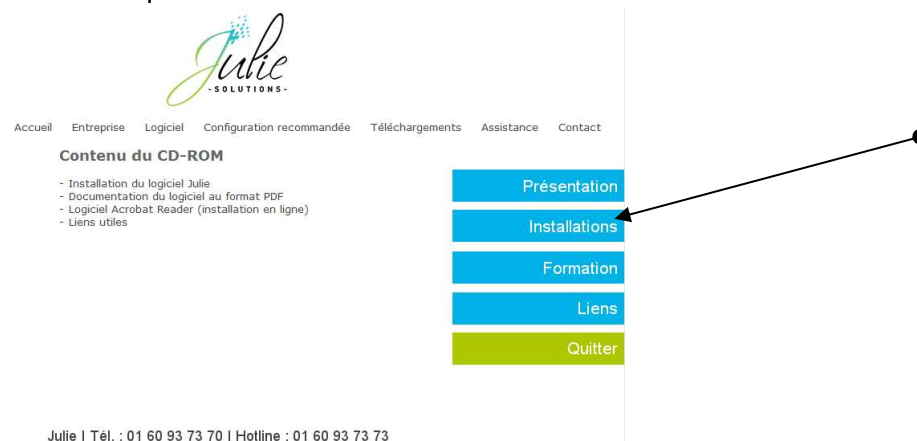 Julie
-SOLUTIONS-
Accueil Entreprise Logiciel Configuration recommandée Téléchargements Assistance Contact
Contenu du CD-ROM
- Installation du logiciel Julie
- Documentation du logiciel au format PDF
- Logiciel Acrobat Reader (installation en ligne)
- Liens utiles
Présentation
Installations
Formation
Liens
Quitter
Julie | Tél. : 01 60 93 73 70 | Hotline : 01 60 93 73 73